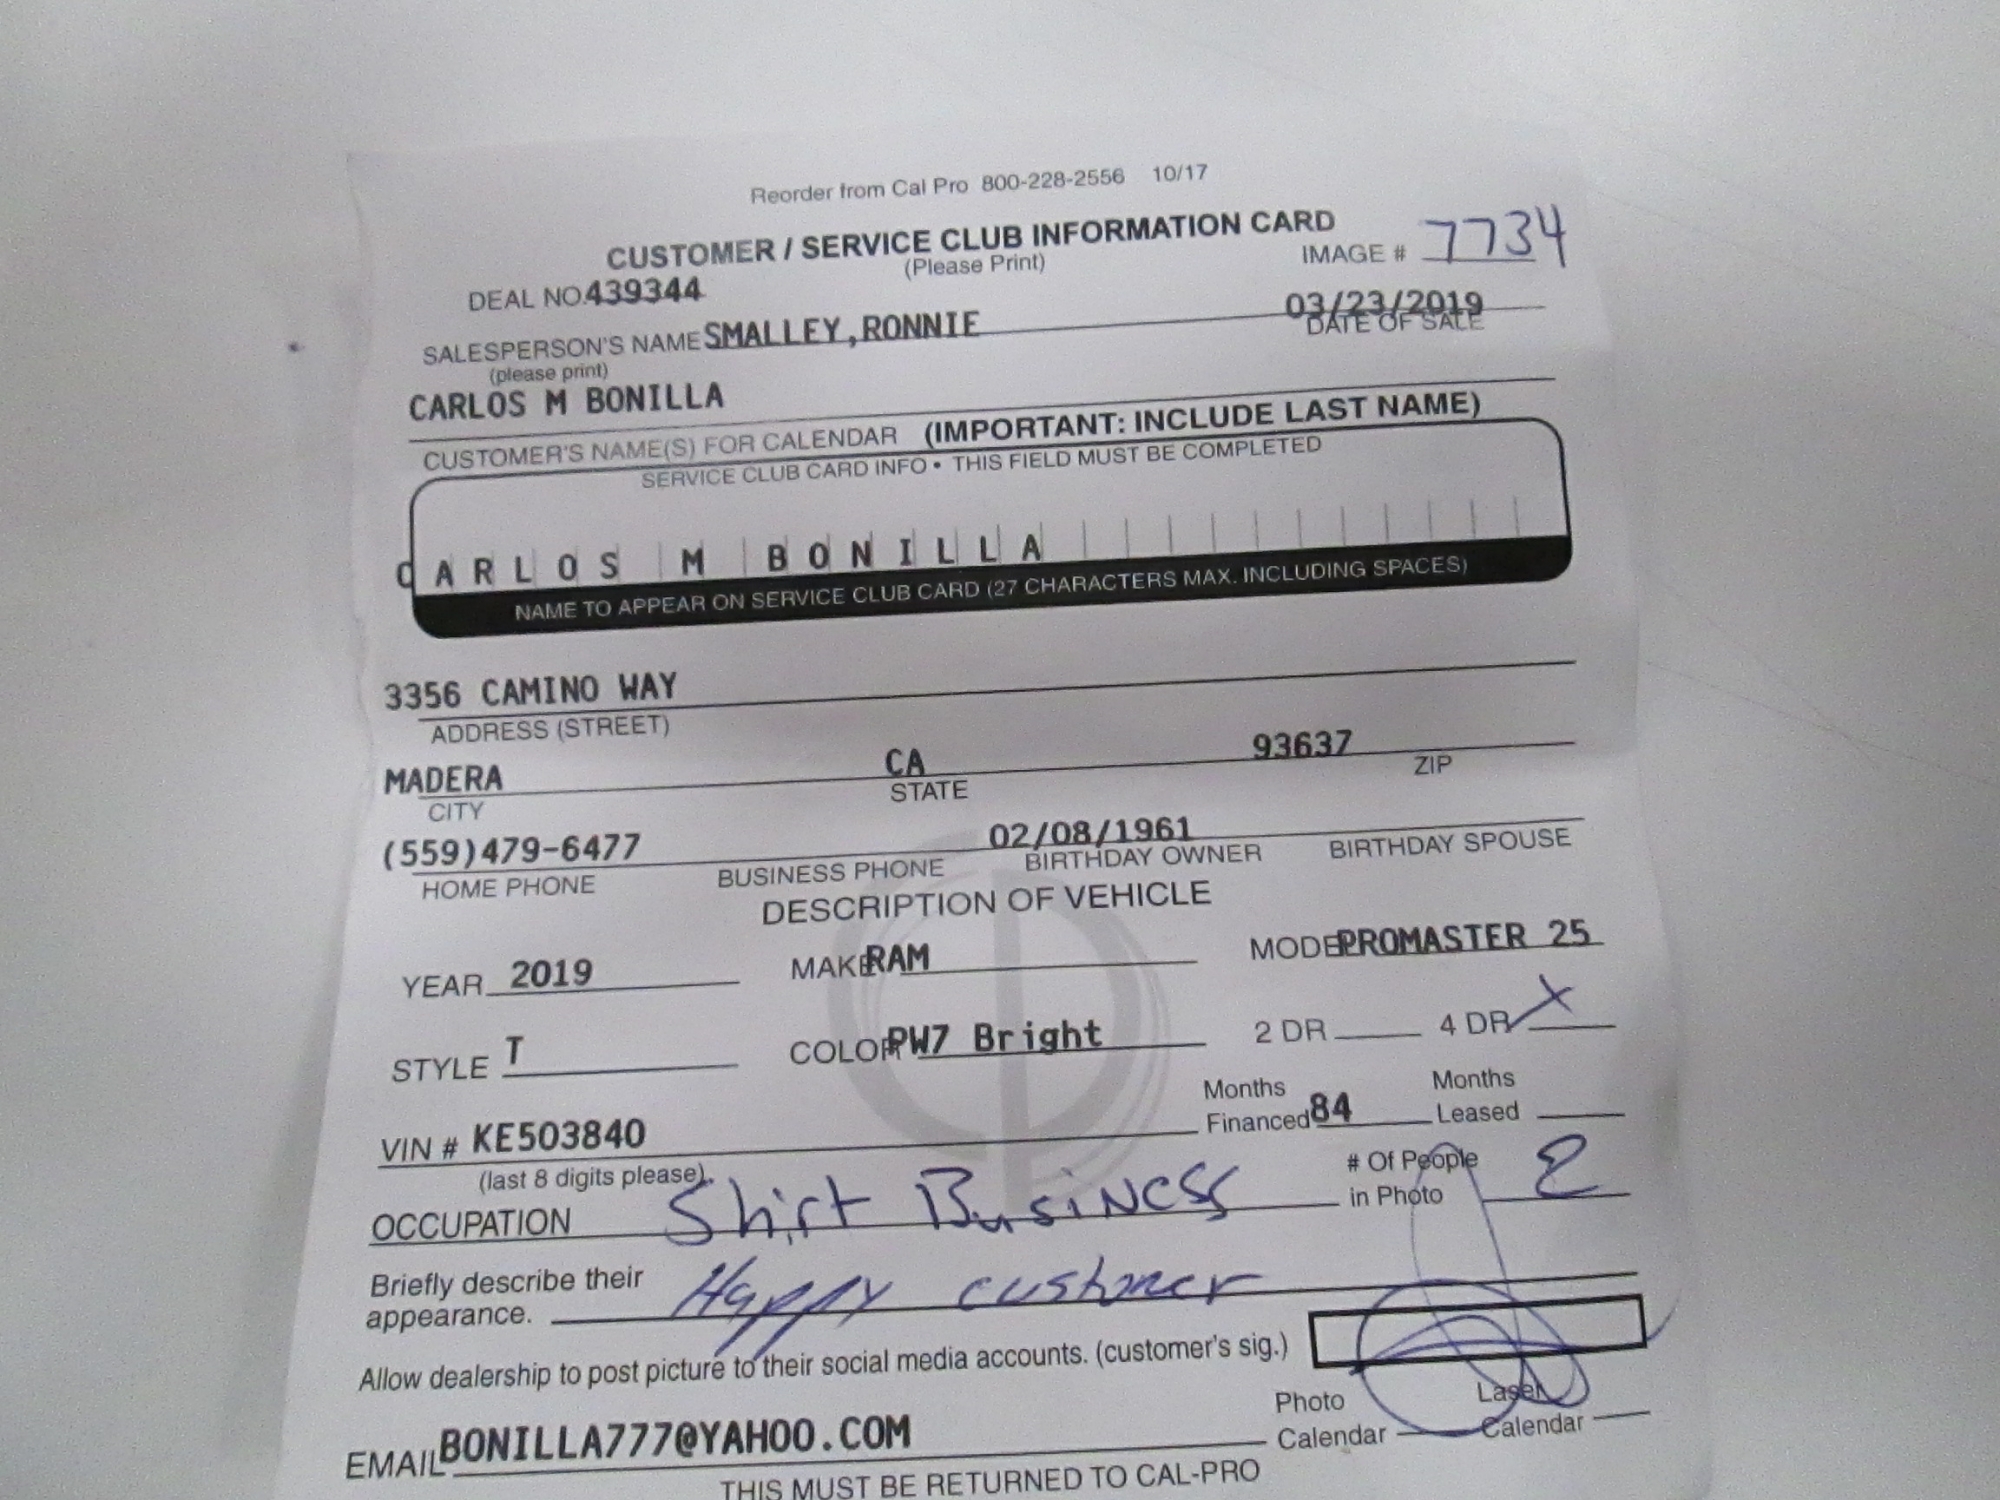 Reorder from Cal Pro 800-228-2556 10/17
CUSTOMER / SERVICE CLUB INFORMATION CARD
(Please Print)
IMAGE # 7734
DEAL NO. 439344
03/23/2019
SALESPERSON'S NAME SMALLEY, RONNIE
DATE OF SALE
(please print)
CARLOS M BONILLA
CUSTOMER'S NAME(S) FOR CALENDAR (IMPORTANT: INCLUDE LAST NAME)
SERVICE CLUB CARD INFO • THIS FIELD MUST BE COMPLETED
CARLOS M BONILLA
NAME TO APPEAR ON SERVICE CLUB CARD (27 CHARACTERS MAX. INCLUDING SPACES)
3356 CAMINO WAY
ADDRESS (STREET)
MADERA CA 93637
CITY STATE ZIP
(559)479-6477 02/08/1961
HOME PHONE BUSINESS PHONE BIRTHDAY OWNER BIRTHDAY SPOUSE
DESCRIPTION OF VEHICLE
YEAR 2019 MAKE RAM MODEL PROMASTER 25
STYLE T COLOR PW7 Bright 2 DR 4 DR X
Months Months
VIN # KE503840 Financed 84 Leased
(last 8 digits please)
# Of People
in Photo 2
OCCUPATION Shirt Business
Briefly describe their
appearance. Happy customer
Allow dealership to post picture to their social media accounts. (customer's sig.)
Photo Laser
Calendar Calendar
EMAIL BONILLA777@YAHOO.COM
THIS MUST BE RETURNED TO CAL-PRO